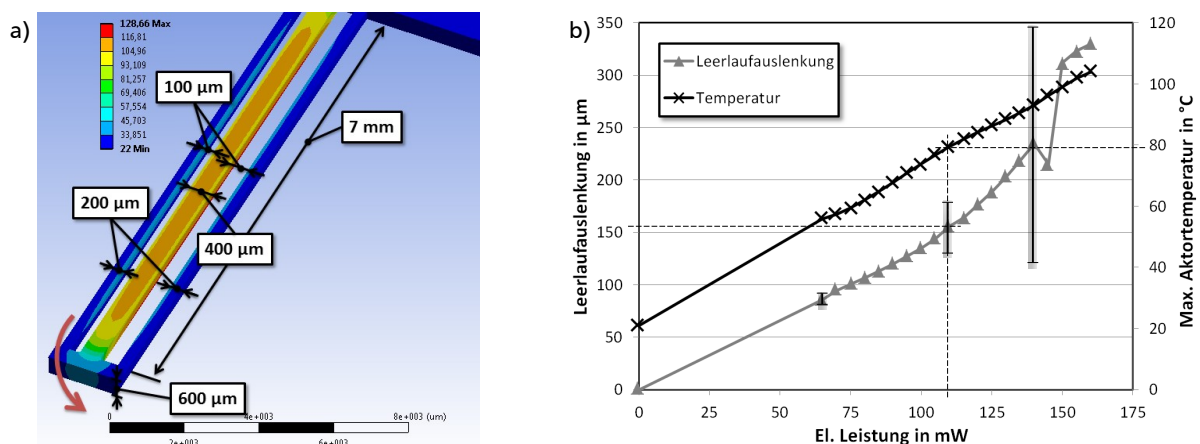 a)
128,66 Max
116,81
104,96
93,109
81,257
69,406
57,554
45,703
33,851
22 Min
100 µm
7 mm
200 µm
400 µm
600 µm
0
4e+003
8e+003 (um)
2e+003
6e+003
b)
Leerlaufauslenkung
Temperatur
Leerlaufauslenkung in µm
350
300
250
200
150
100
50
0
Max. Aktortemperatur in °C
120
100
80
60
40
20
0
0
25
50
75
100
125
150
175
El. Leistung in mW